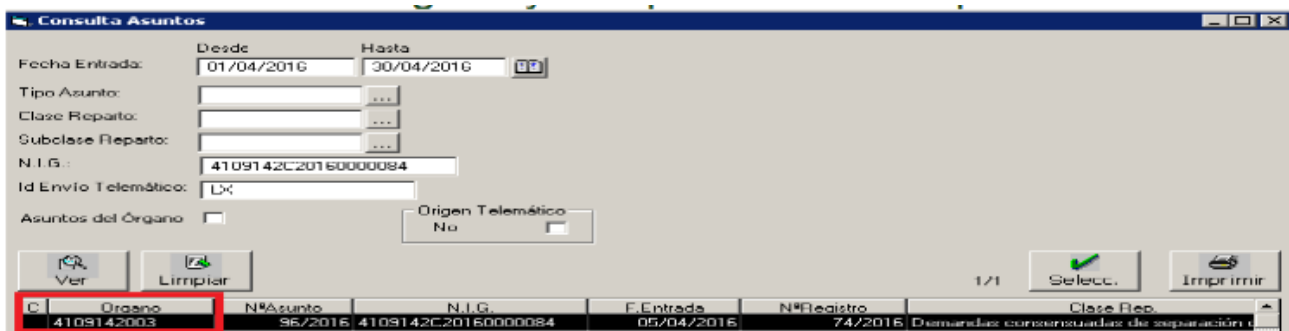 Consulta Asuntos
Desde Hasta
Fecha Entrada: 01/04/2016 30/04/2016
Tipo Asunto: ...
Clase Reparto: ...
Subclase Reparto: ...
N.I.G.: 4109142C20160000084
Id Envío Telemático: LX
Asuntos del Órgano
Origen Telemático
No
Ver Limpiar 1/1 Selecc. Imprimir
C Organo NºAsunto N.I.G. F.Entrada NºRegistro Clase Rep.
4109142003 96/2016 4109142C20160000084 05/04/2016 74/2016 Demandas consensuadas de separación